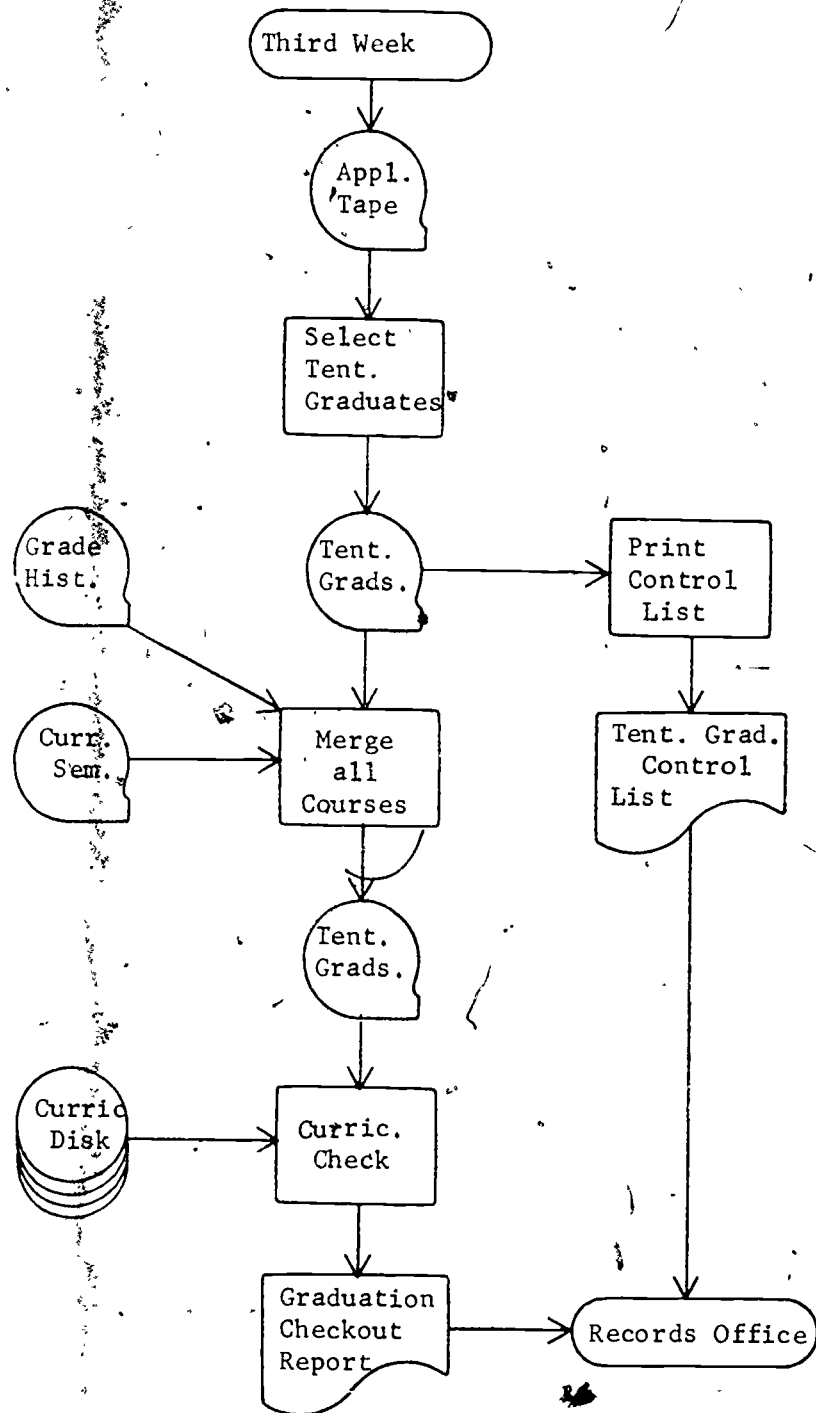 Third Week
Appl.
Tape
Select
Tent.
Graduates
Grade
Hist.
Tent.
Grads.
Print
Control
List
Curr.
Sem.
Merge
all
Courses
Tent. Grad.
Control
List
Tent.
Grads.
Curric
Disk
Curric.
Check
Graduation
Checkout
Report
Records Office